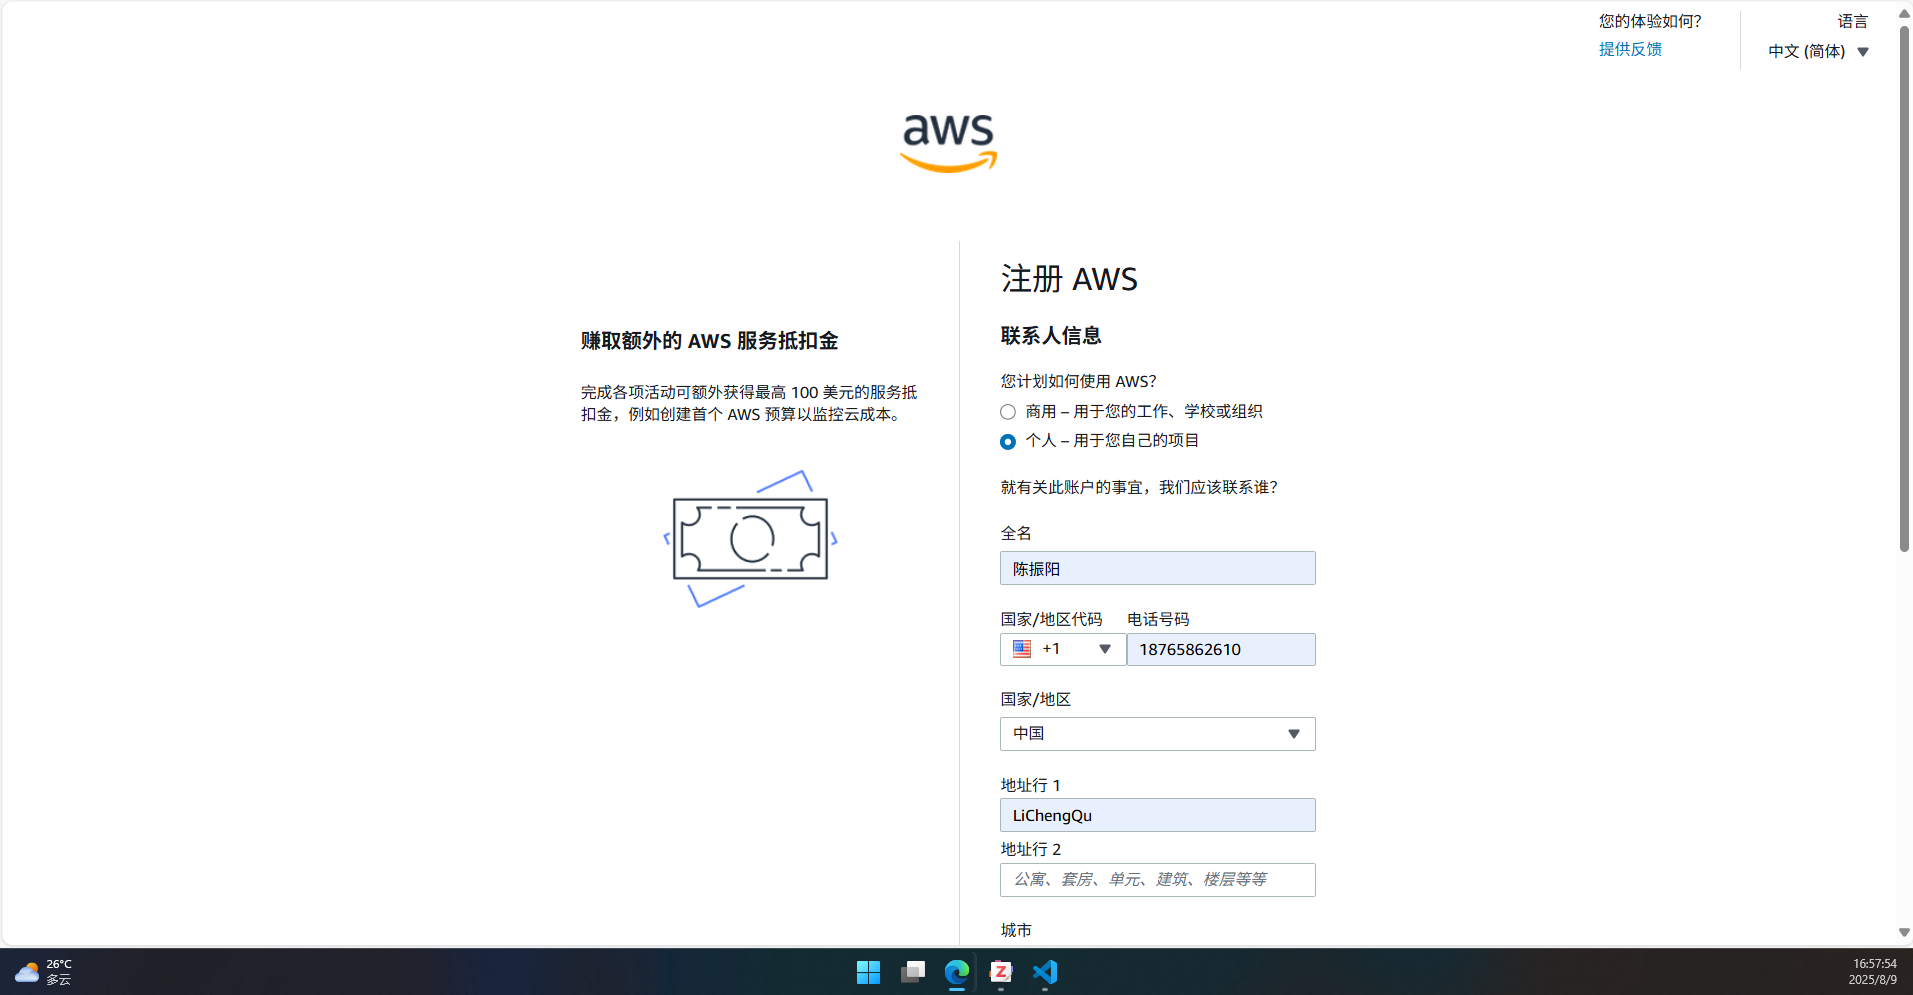 您的体验如何？
提供反馈
语言
中文 (简体)
aws
赚取额外的 AWS 服务抵扣金
完成各项活动可额外获得最高 100 美元的服务抵
扣金，例如创建首个 AWS 预算以监控云成本。
注册 AWS
联系人信息
您计划如何使用 AWS？
商用 – 用于您的工作、学校或组织
个人 – 用于您自己的项目
就有关此账户的事宜，我们应该联系谁？
全名
陈振阳
国家/地区代码 电话号码
+1 18765862610
国家/地区
中国
地址行 1
LiChengQu
地址行 2
公寓、套房、单元、建筑、楼层等等
城市
26°C
多云
Z
16:57:54
2025/8/9